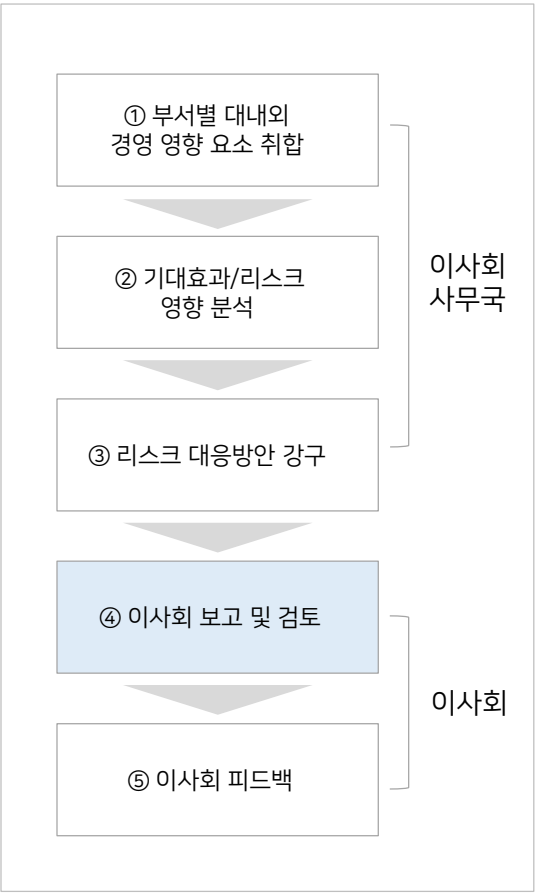 ① 부서별 대내외
경영 영향 요소 취합
② 기대효과/리스크
영향 분석
이사회
사무국
③ 리스크 대응방안 강구
④ 이사회 보고 및 검토
이사회
⑤ 이사회 피드백